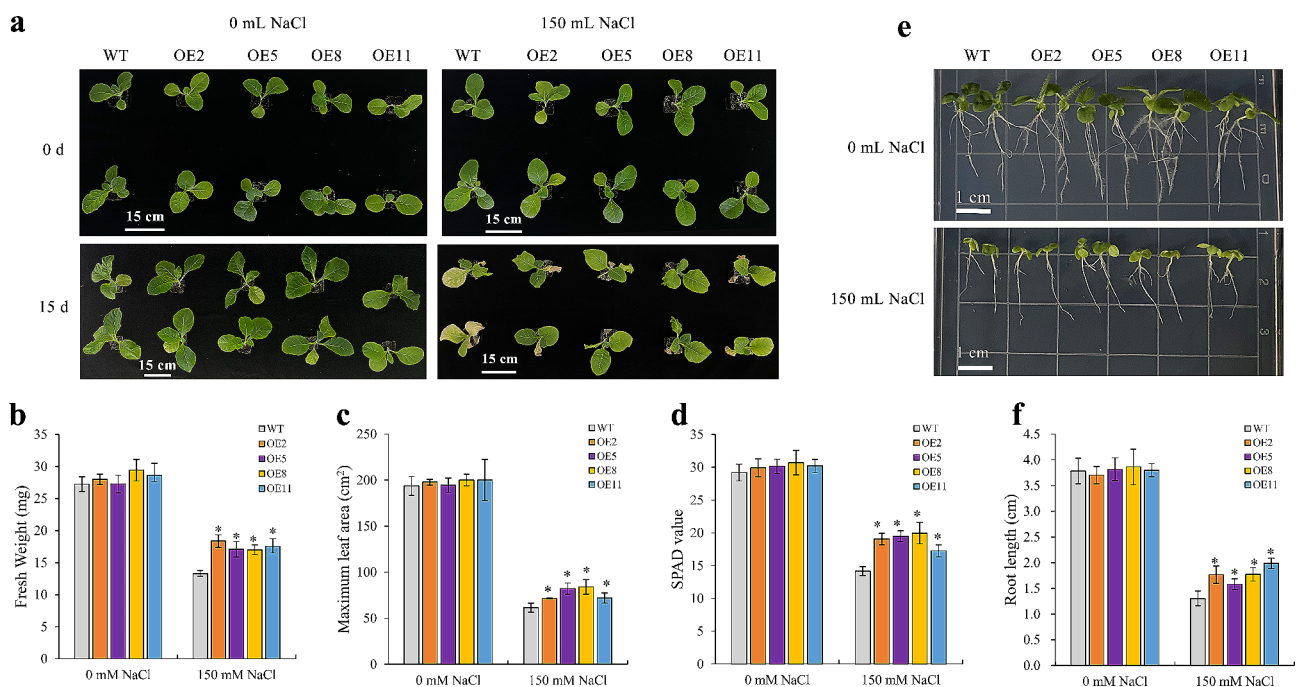 a
0 mL NaCl
150 mL NaCl
WT OE2 OE5 OE8 OE11
WT OE2 OE5 OE8 OE11
0 d
15 cm
15 cm
15 d
15 cm
15 cm
e
WT OE2 OE5 OE8 OE11
0 mL NaCl
1 cm
E
D
150 mL NaCl
1 cm
1
2
3
b
Fresh Weight (mg)
35
30
25
20
15
10
5
0
WT
OE2
OE5
OE8
OE11
* * * *
0 mM NaCl 150 mM NaCl
c
Maximum leaf area (cm²)
250
200
150
100
50
0
WT
OE2
OE5
OE8
OE11
* * * *
0 mM NaCl 150 mM NaCl
d
SPAD value
35
30
25
20
15
10
5
0
WT
OE2
OE5
OE8
OE11
* * * *
0 mM NaCl 150 mM NaCl
f
Root length (cm)
4.5
4.0
3.5
3.0
2.5
2.0
1.5
1.0
0.5
0.0
WT
OE2
OE5
OE8
OE11
* * * *
0 mM NaCl 150 mM NaCl